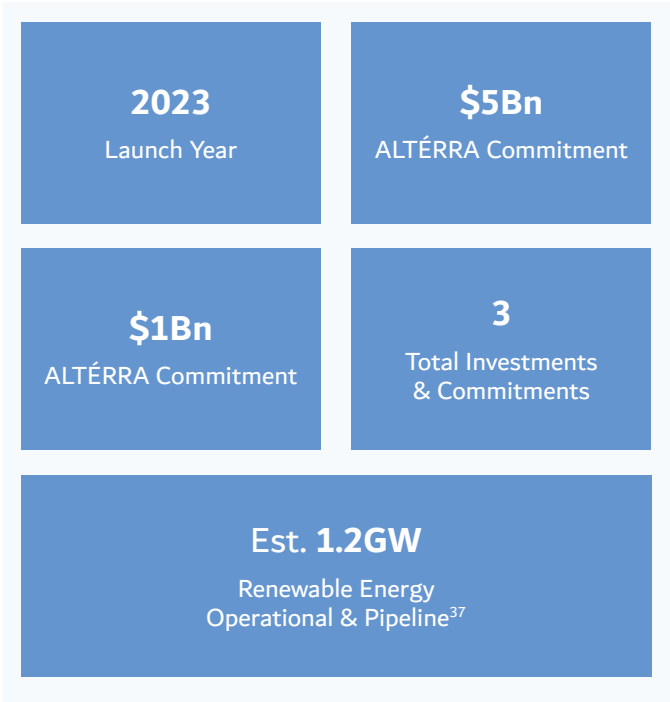 2023
Launch Year
$5Bn
ALTÉRRA Commitment
$1Bn
ALTÉRRA Commitment
3
Total Investments
& Commitments
Est. 1.2GW
Renewable Energy
Operational & Pipeline³⁷